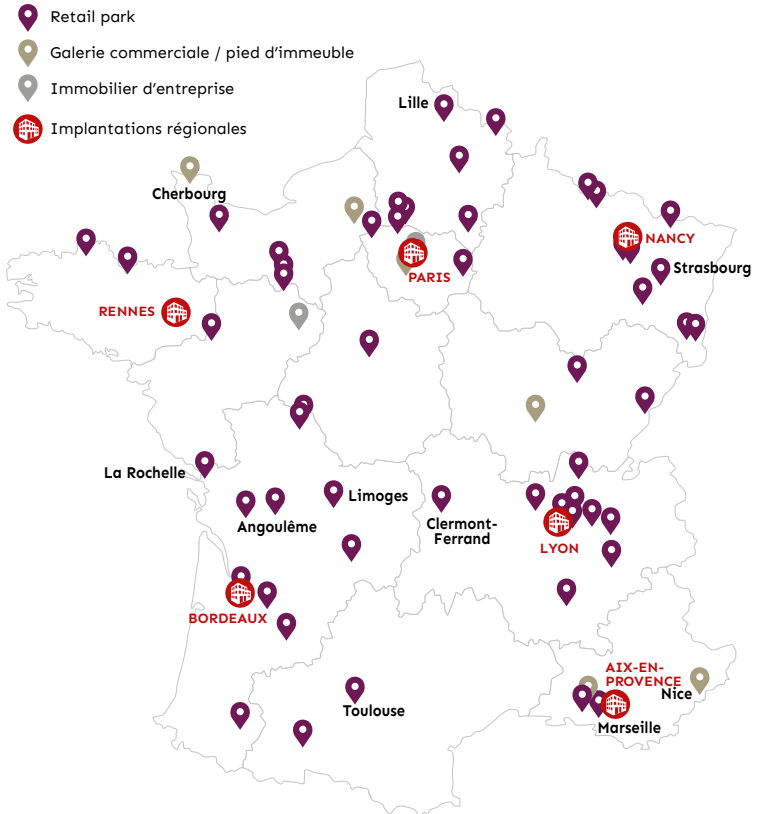 Retail park
Galerie commerciale / pied d’immeuble
Immobilier d’entreprise
Implantations régionales
Lille
Cherbourg
NANCY
Strasbourg
PARIS
RENNES
La Rochelle
Limoges
Angoulême
Clermont-
Ferrand
LYON
BORDEAUX
AIX-EN-
PROVENCE
Nice
Toulouse
Marseille